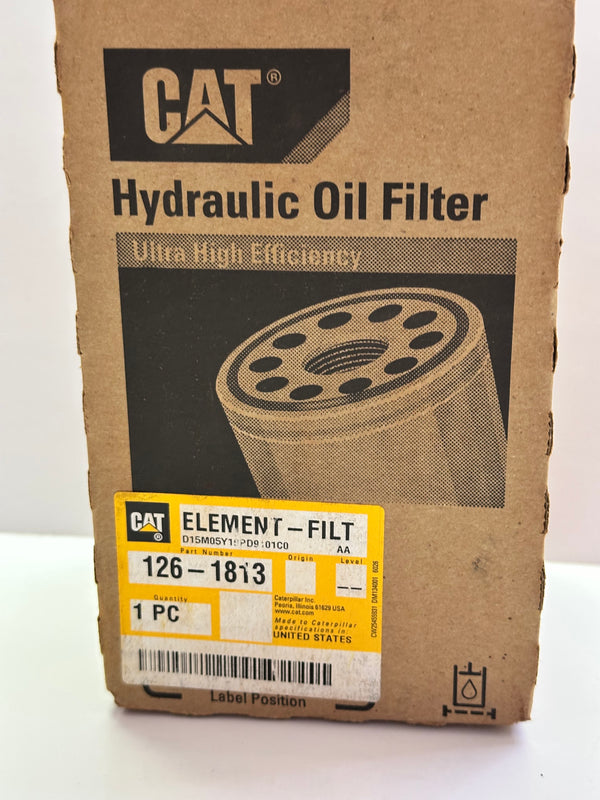 CAT®
Hydraulic Oil Filter
Ultra High Efficiency
CAT®
ELEMENT-FILT
AA
Part Number
Origin
Level
126-1813
--
Quantity
1 PC
Caterpillar Inc.
Peoria, Illinois 61629 USA
www.cat.com
Made to Caterpillar
specifications in
UNITED STATES
Label Position